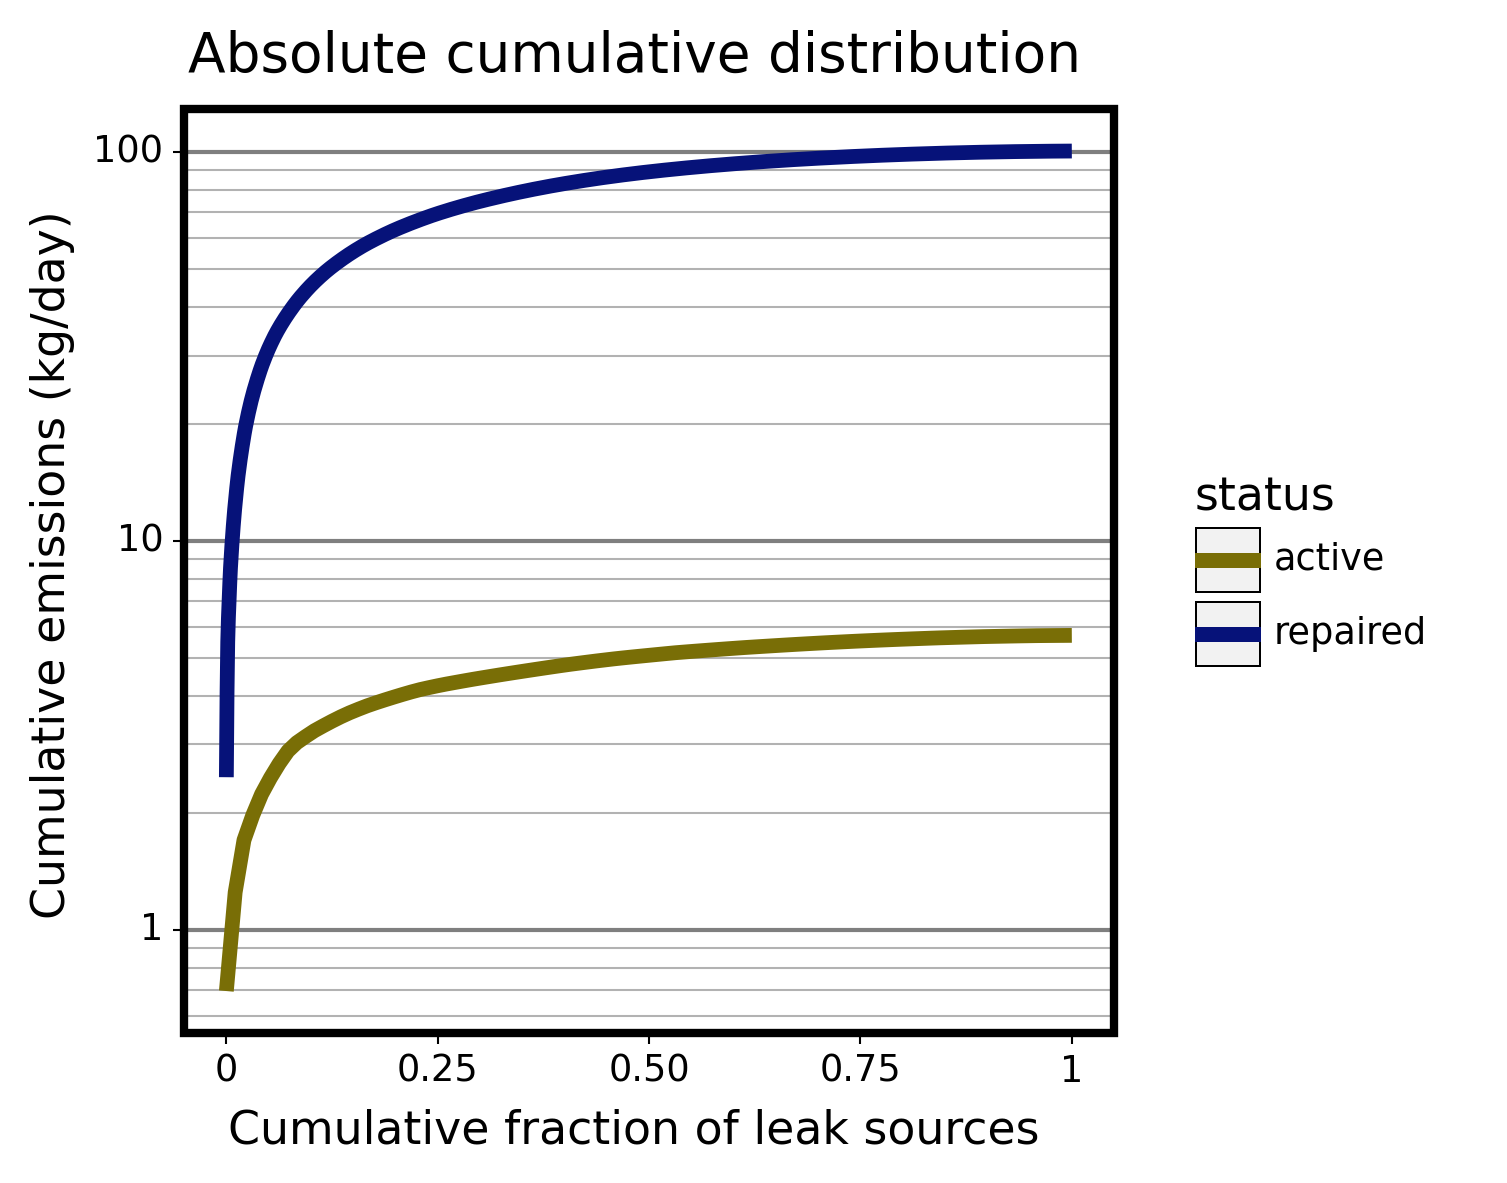 Absolute cumulative distribution
Cumulative emissions (kg/day)
100
10
1
0
0.25
0.50
0.75
1
Cumulative fraction of leak sources
status
active
repaired